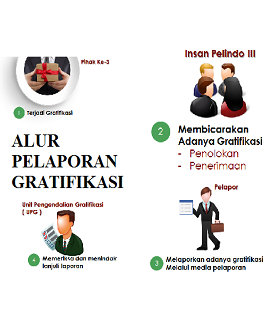 Pihak Ke-3
1 Terjadi Gratifikasi
ALUR
PELAPORAN
GRATIFIKASI
Insan Pelindo III
2 Membicarakan
Adanya Gratifikasi
- Penolokan
- Penerimaan
Pelapor
3 Melaporkan adanya gratifikasi
Melalui media pelaporan
Unit Pengendalian Gratifikasi
( UPG )
4 Memeriksa dan menindak
lanjuti laporan